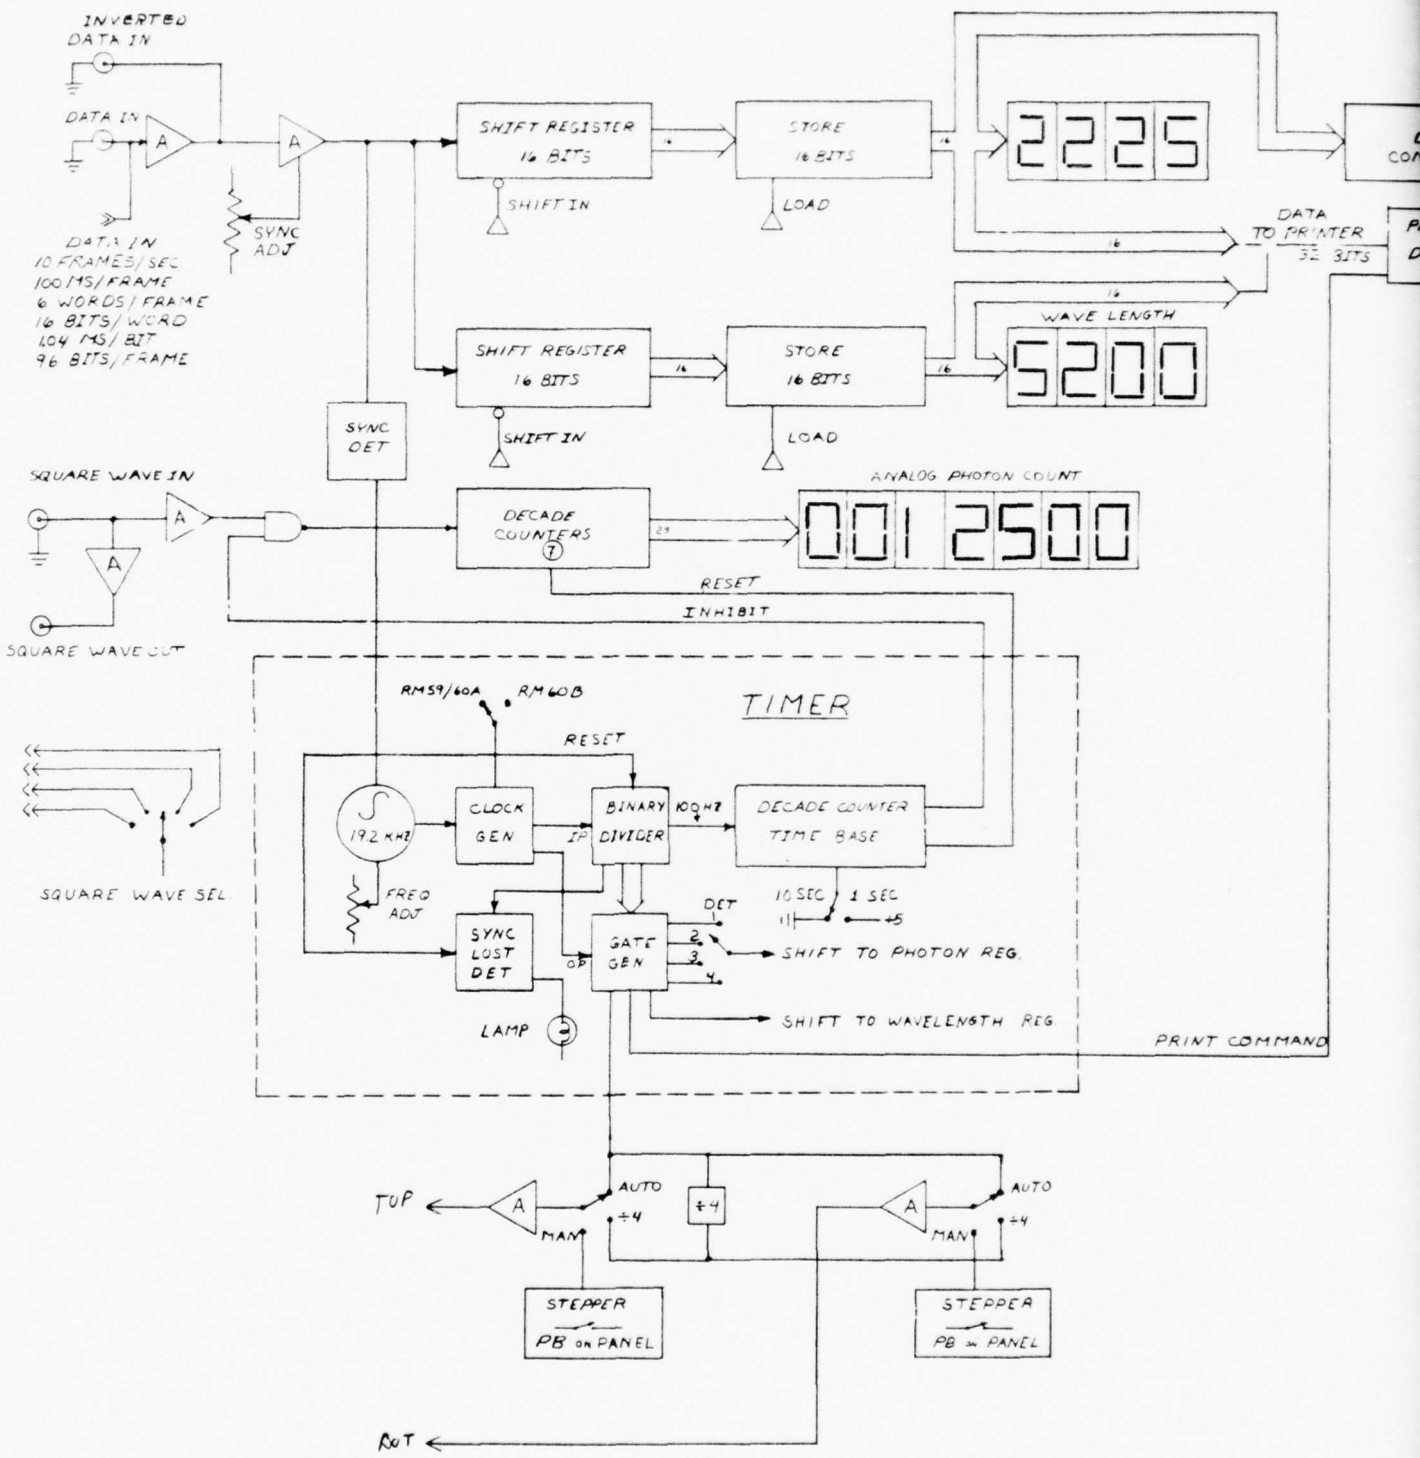 INVERTED
DATA IN
DATA IN
A
A
SYNC
ADJ
DATA IN
10 FRAMES/SEC
100 MS/FRAME
6 WORDS/FRAME
16 BITS/WORD
1.04 MS/BIT
96 BITS/FRAME
SHIFT REGISTER
16 BITS
16
SHIFT IN
STORE
16 BITS
16
LOAD
2225
16
DATA
TO PRINTER
32 BITS
16
WAVE LENGTH
SHIFT REGISTER
16 BITS
16
SHIFT IN
STORE
16 BITS
16
LOAD
5200
SYNC
DET
SQUARE WAVE IN
A
A
SQUARE WAVE OUT
DECADE
COUNTERS
7
ANALOG PHOTON COUNT
0012500
RESET
INHIBIT
TIMER
RM59/60A
RM60B
RESET
19.2 KHZ
CLOCK
GEN
IP
BINARY
DIVIDER
100HZ
DECADE COUNTER
TIME BASE
FREQ
ADJ
10 SEC
1 SEC
+5
SYNC
LOST
DET
LAMP
OP
GATE
GEN
DET
1
2
3
4
SHIFT TO PHOTON REG.
SHIFT TO WAVELENGTH REG
PRINT COMMAND
SQUARE WAVE SEL.
TOP
A
AUTO
÷4
MAN
÷4
A
AUTO
÷4
MAN
STEPPER
PB ON PANEL
STEPPER
PB ON PANEL
BOT